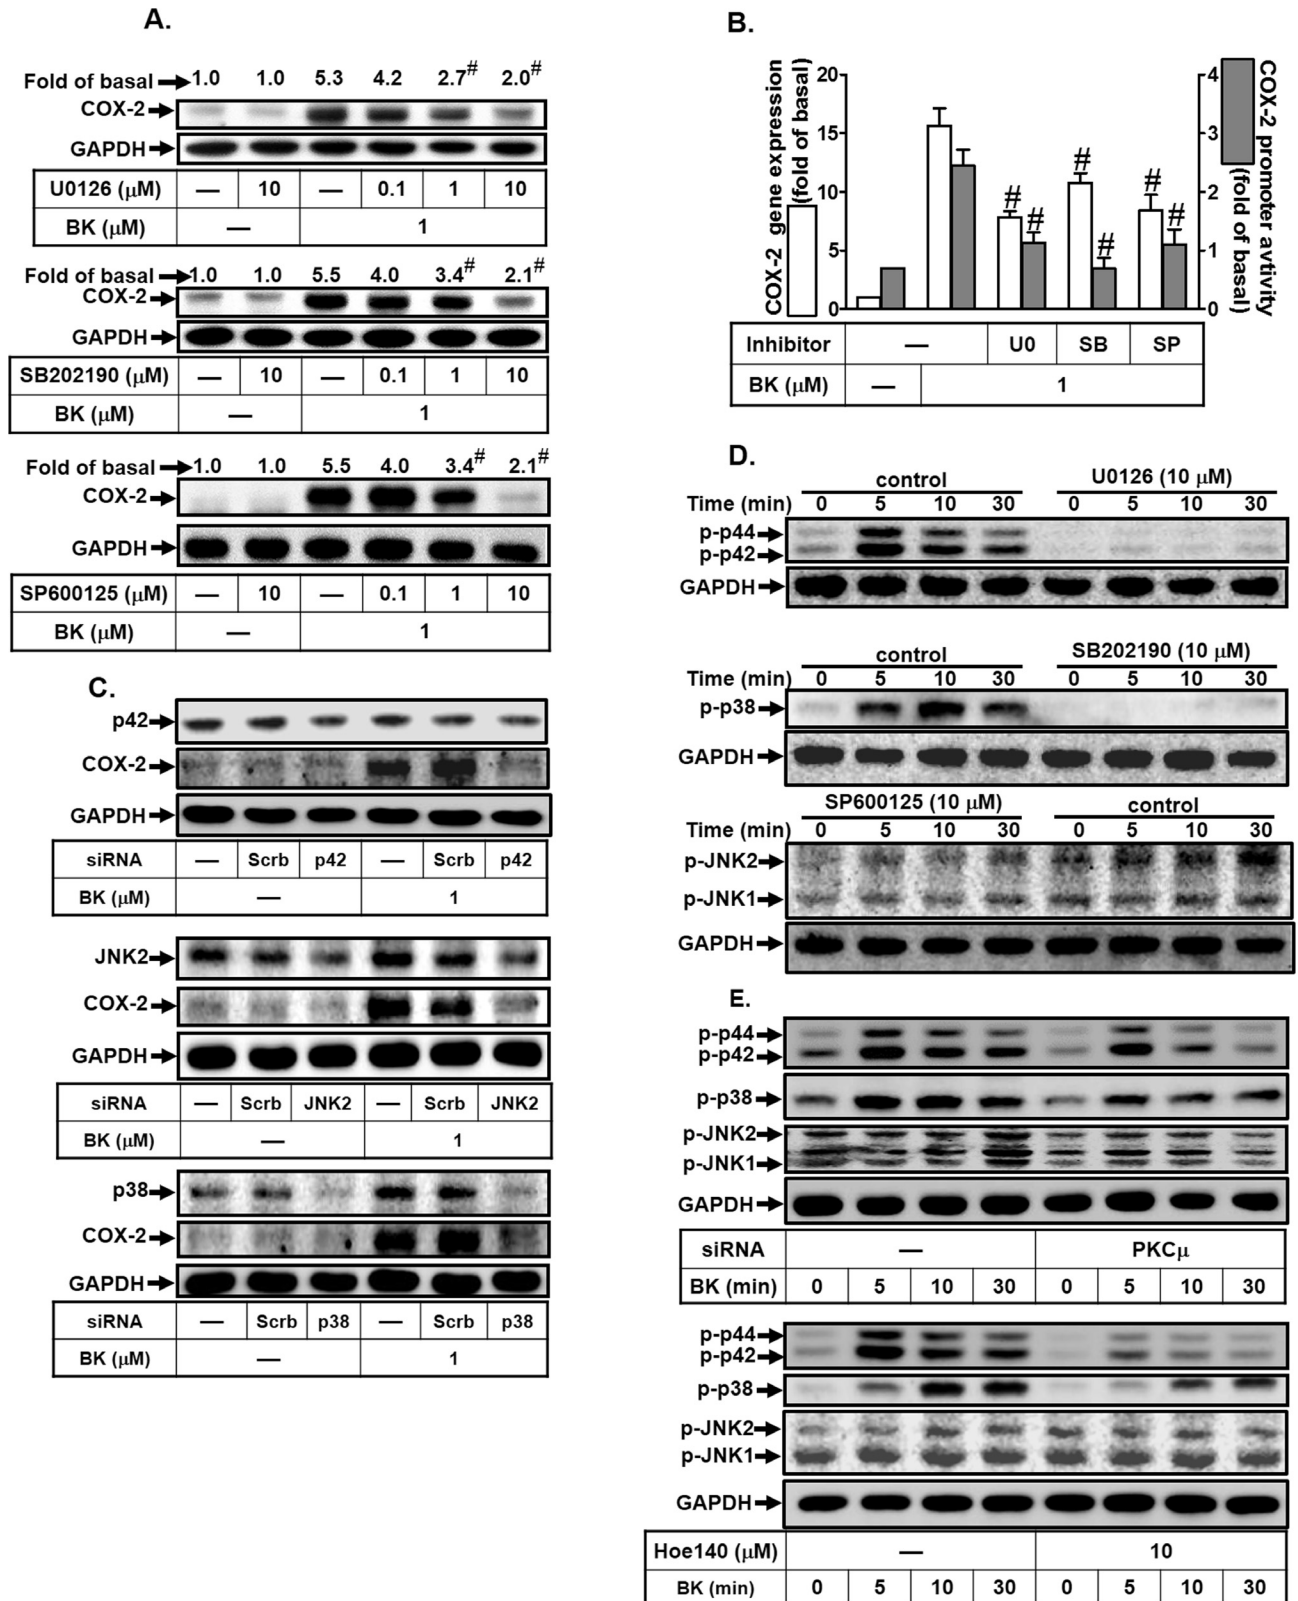 A.
Fold of basal 1.0 1.0 5.3 4.2 2.7# 2.0#
COX-2
GAPDH
U0126 (μM) — 10 — 0.1 1 10
BK (μM) — 1
Fold of basal 1.0 1.0 5.5 4.0 3.4# 2.1#
COX-2
GAPDH
SB202190 (μM) — 10 — 0.1 1 10
BK (μM) — 1
Fold of basal 1.0 1.0 5.5 4.0 3.4# 2.1#
COX-2
GAPDH
SP600125 (μM) — 10 — 0.1 1 10
BK (μM) — 1
B.
COX-2 gene expression
(fold of basal)
20
15
10
5
0
# # # # # #
4
3
2
1
0
COX-2 promoter avtivity
(fold of basal)
Inhibitor — U0 SB SP
BK (μM) — 1
C.
p42
COX-2
GAPDH
siRNA — Scrb p42 — Scrb p42
BK (μM) — 1
JNK2
COX-2
GAPDH
siRNA — Scrb JNK2 — Scrb JNK2
BK (μM) — 1
p38
COX-2
GAPDH
siRNA — Scrb p38 — Scrb p38
BK (μM) — 1
D.
control U0126 (10 μM)
Time (min) 0 5 10 30 0 5 10 30
p-p44
p-p42
GAPDH
control SB202190 (10 μM)
Time (min) 0 5 10 30 0 5 10 30
p-p38
GAPDH
SP600125 (10 μM) control
Time (min) 0 5 10 30 0 5 10 30
p-JNK2
p-JNK1
GAPDH
E.
p-p44
p-p42
p-p38
p-JNK2
p-JNK1
GAPDH
siRNA — PKCμ
BK (min) 0 5 10 30 0 5 10 30
p-p44
p-p42
p-p38
p-JNK2
p-JNK1
GAPDH
Hoe140 (μM) — 10
BK (min) 0 5 10 30 0 5 10 30